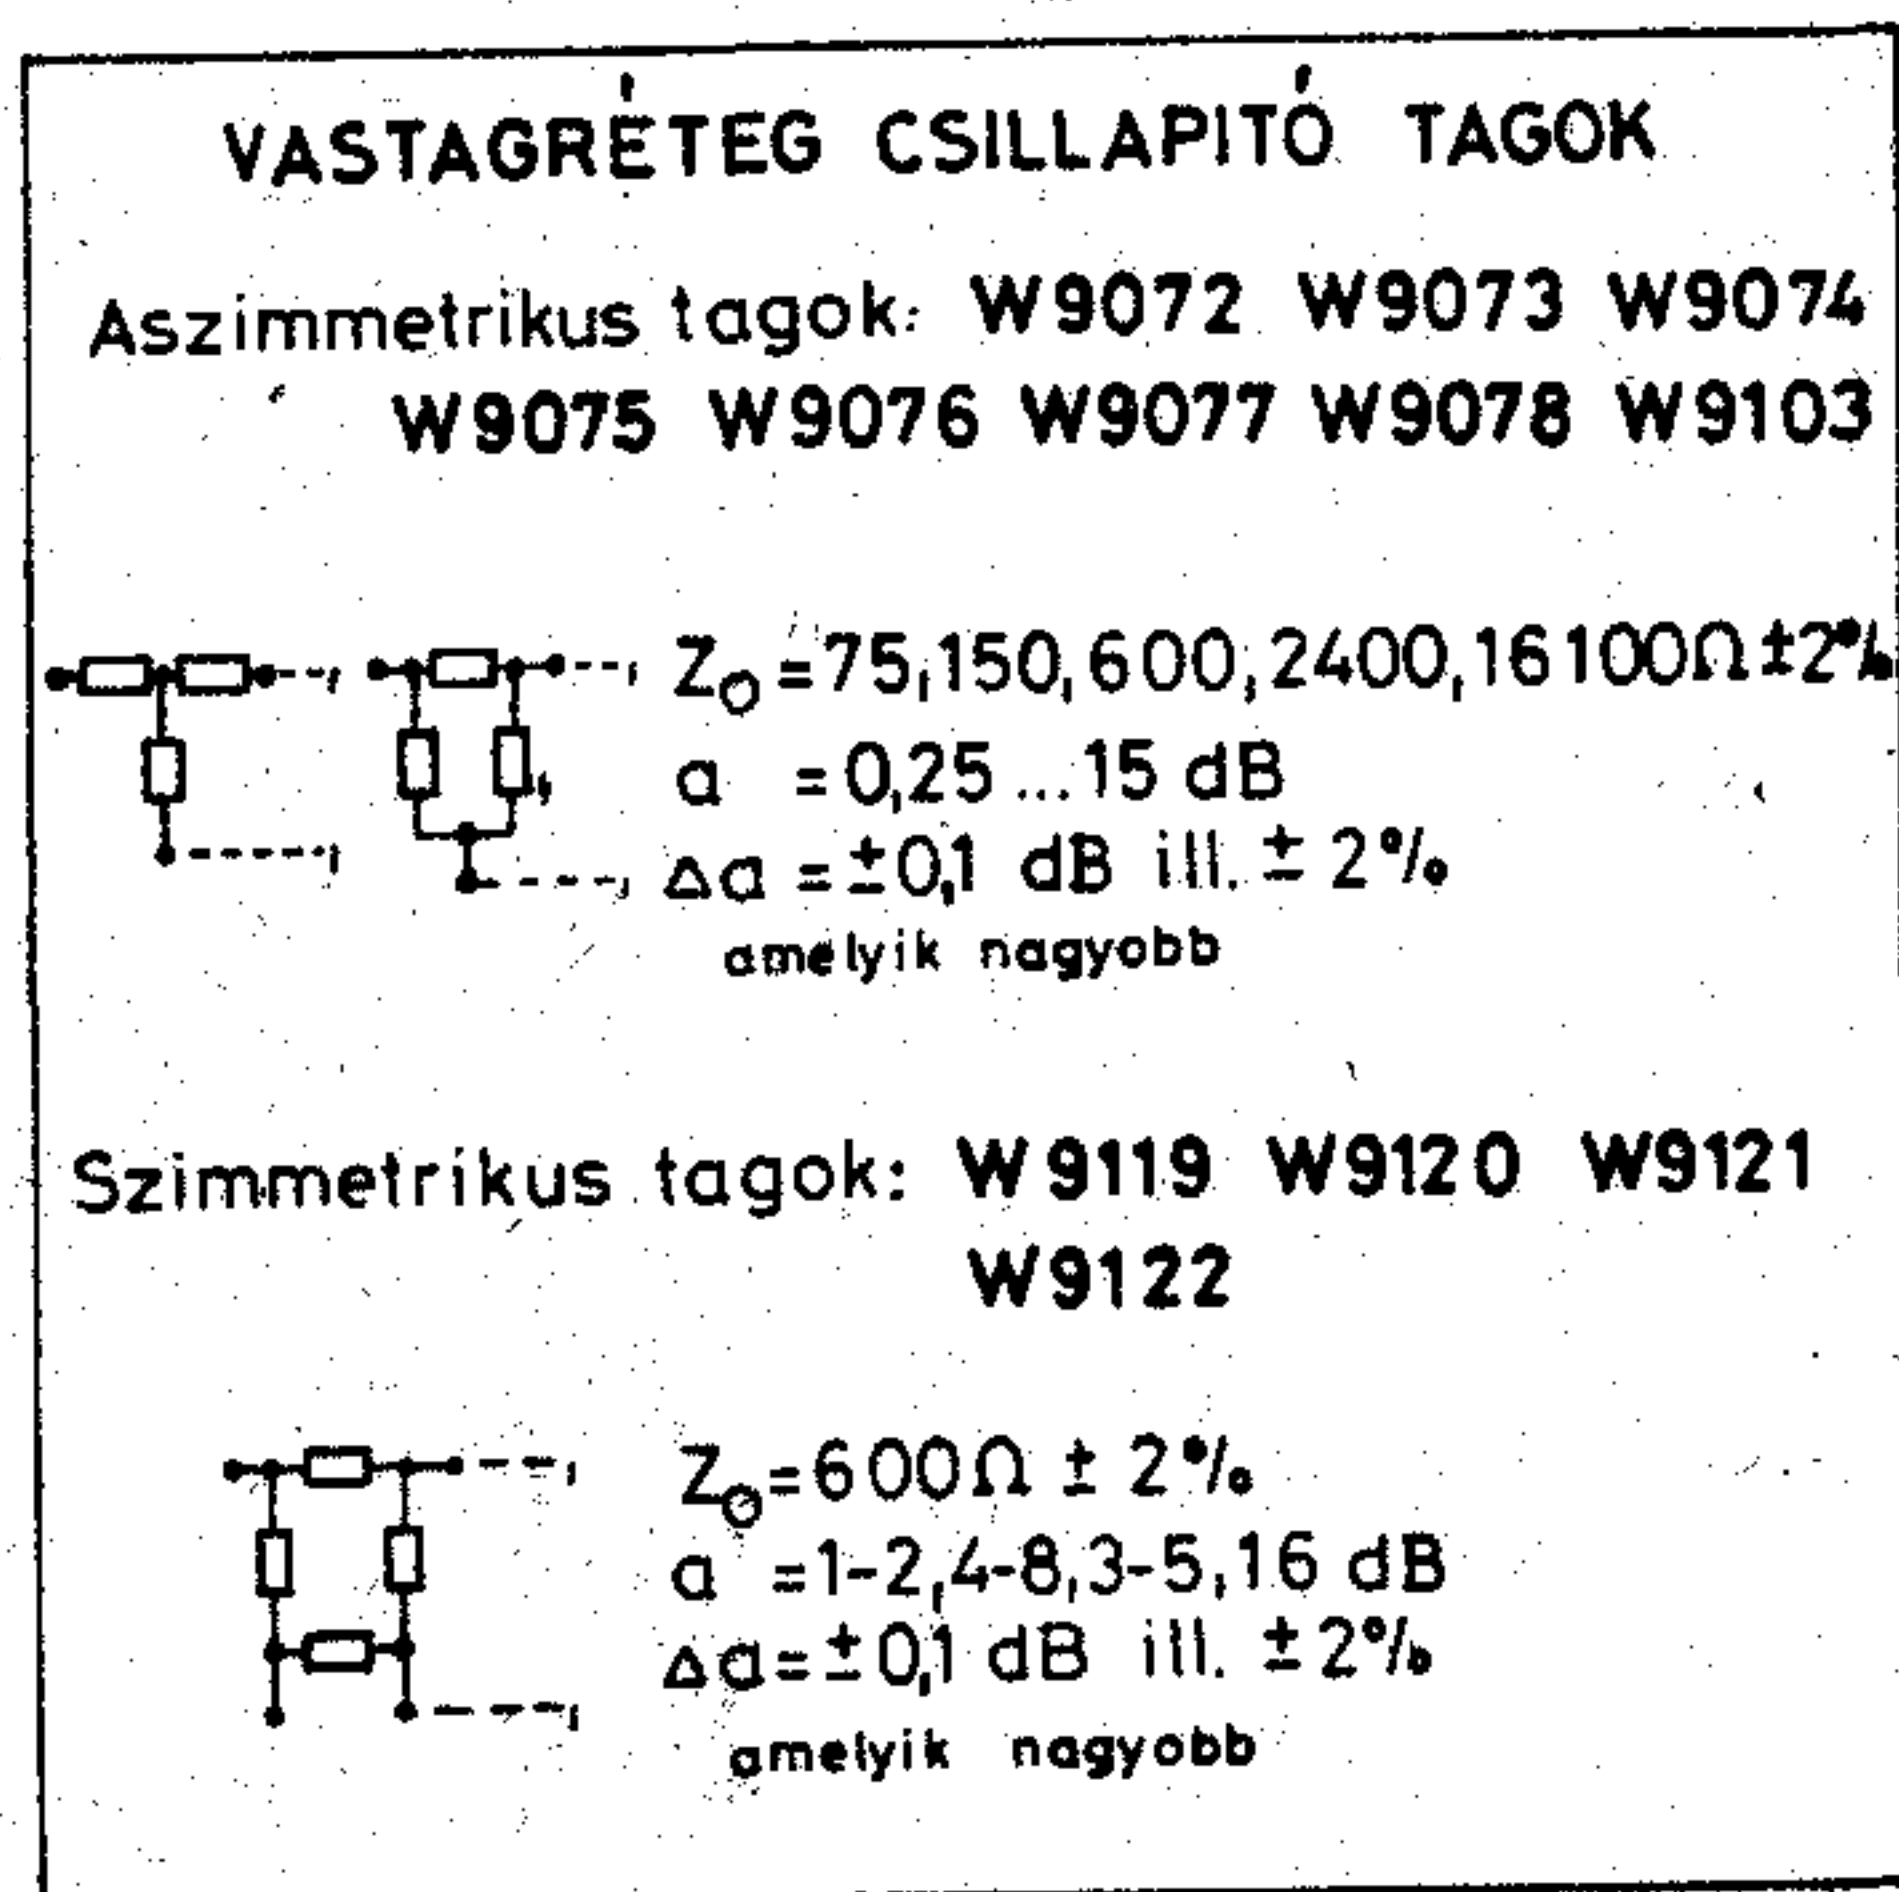 VASTAGRÉTEG CSILLAPITÓ TAGOK
Aszimmetrikus tagok: W9072 W9073 W9074
W9075 W9076 W9077 W9078 W9103
Z₀ =75,150,600,2400,16100Ω ±2%
a =0,25...15 dB
Δa =±0,1 dB ill. ± 2%
amelyik nagyobb
Szimmetrikus tagok: W9119 W9120 W9121
W9122
Z₀=600Ω ± 2%
a =1-2,4-8,3-5,16 dB
Δa=±0,1 dB ill. ±2%
amelyik nagyobb